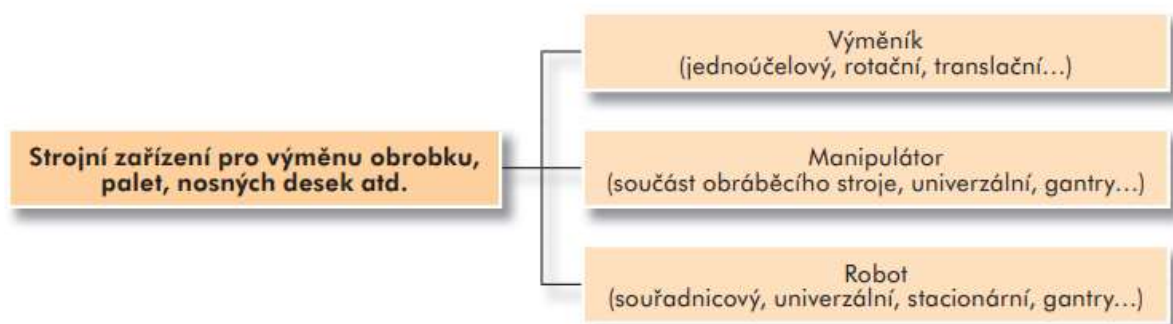 Výměník
(jednoúčelový, rotační, translační...)
Strojní zařízení pro výměnu obrobku,
palet, nosných desek atd.
Manipulátor
(součást obráběcího stroje, univerzální, gantry...)
Robot
(souřadnicový, univerzální, stacionární, gantry...)